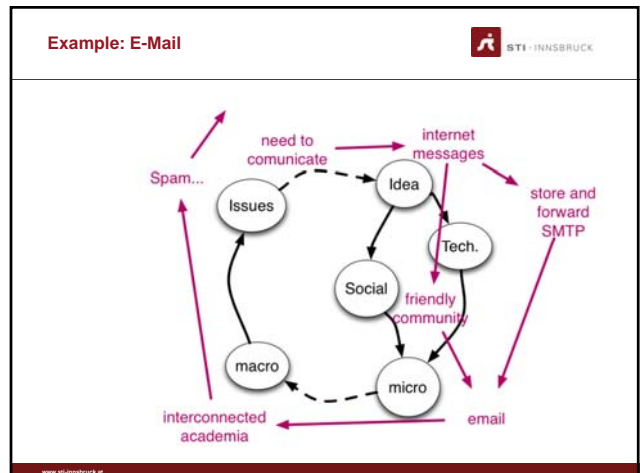 Example: E-Mail
STI · INNSBRUCK
need to
comunicate
internet
messages
Spam...
Idea
Issues
store and
forward
SMTP
Tech.
Social
friendly
community
macro
micro
interconnected
academia
email
www.sti-innsbruck.at